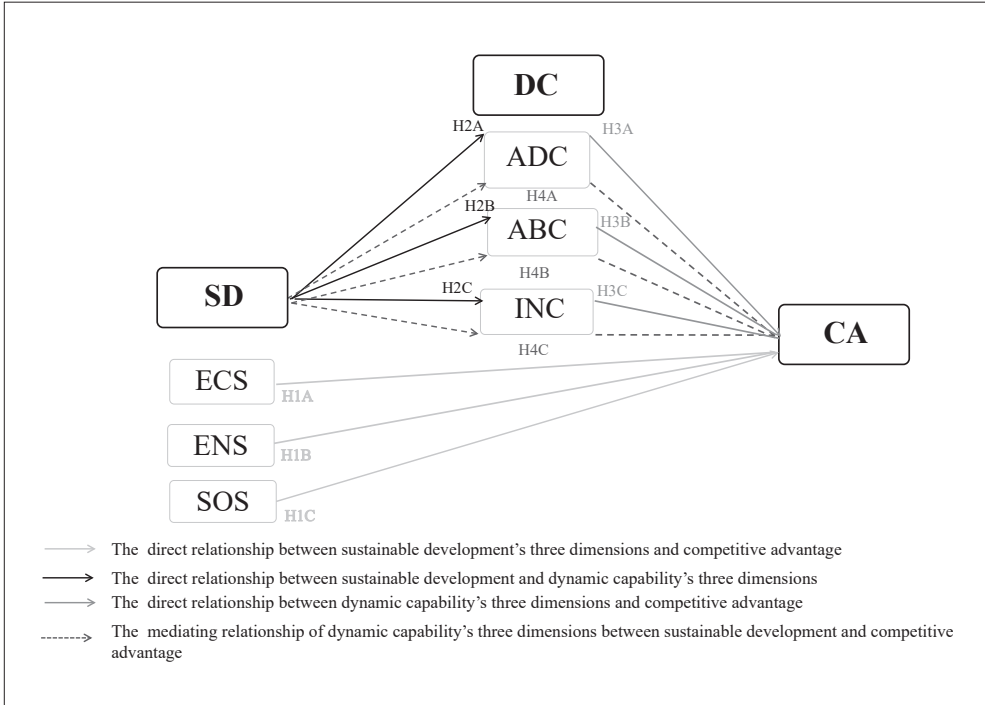 DC
H2A
H3A
ADC
H4A
H2B
ABC
H3B
H4B
SD
H2C
INC
H3C
H4C
CA
ECS
H1A
ENS
H1B
SOS
H1C
The direct relationship between sustainable development's three dimensions and competitive advantage
The direct relationship between sustainable development and dynamic capability's three dimensions
The direct relationship between dynamic capability's three dimensions and competitive advantage
The mediating relationship of dynamic capability's three dimensions between sustainable development and competitive
advantage